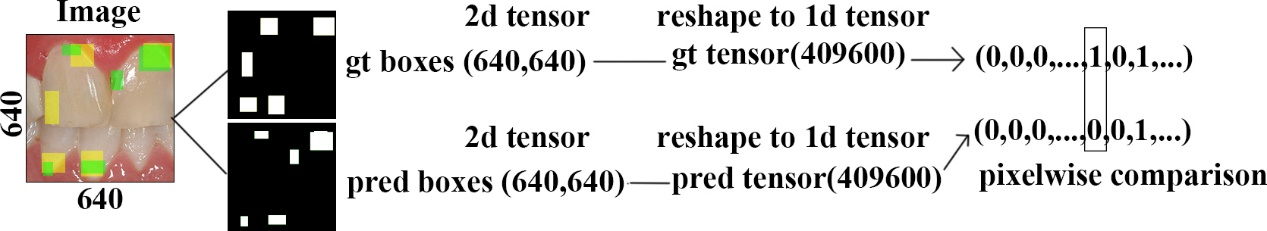 Image
2d tensor
reshape to 1d tensor
gt boxes (640,640)
gt tensor(409600)
(0,0,0,...,1,0,1,...)
640
2d tensor
reshape to 1d tensor
(0,0,0,...,0,0,1,...)
pred boxes (640,640)
pred tensor(409600)
pixelwise comparison
640